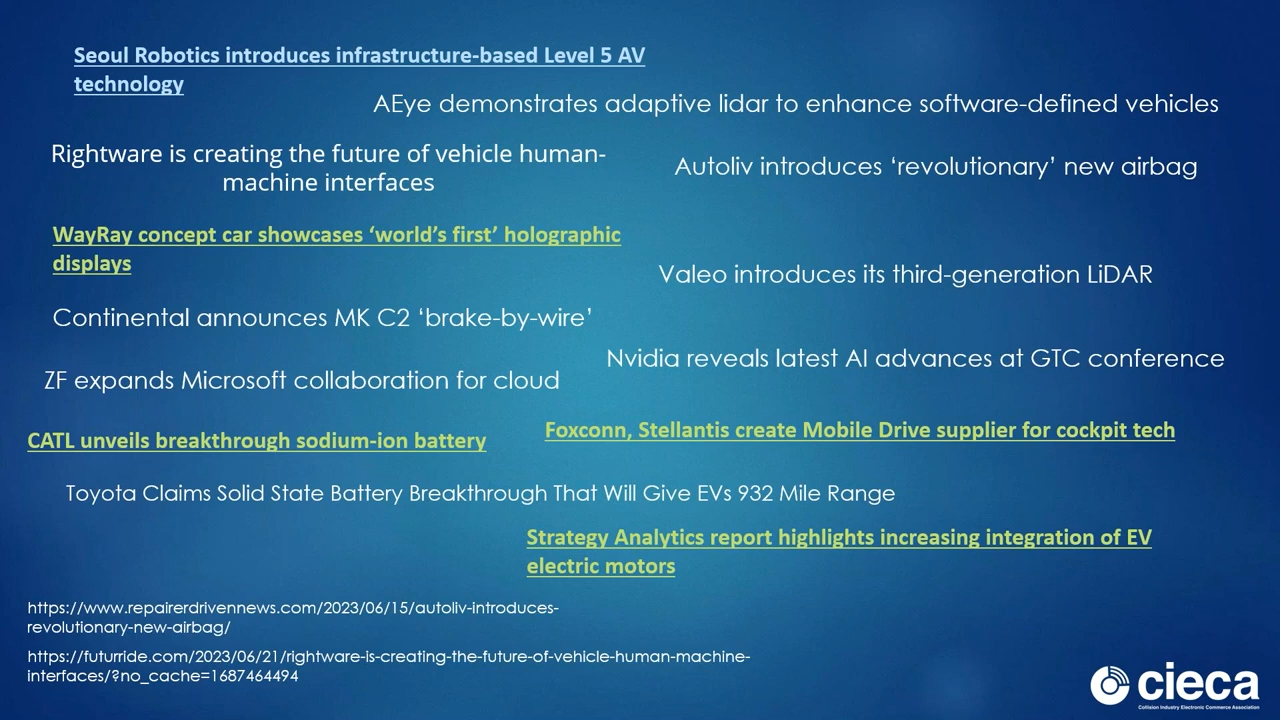 Seoul Robotics introduces infrastructure-based Level 5 AV
technology
AEye demonstrates adaptive lidar to enhance software-defined vehicles
Rightware is creating the future of vehicle human-
machine interfaces
Autoliv introduces ‘revolutionary’ new airbag
WayRay concept car showcases ‘world’s first’ holographic
displays
Valeo introduces its third-generation LiDAR
Continental announces MK C2 ‘brake-by-wire’
Nvidia reveals latest AI advances at GTC conference
ZF expands Microsoft collaboration for cloud
Foxconn, Stellantis create Mobile Drive supplier for cockpit tech
CATL unveils breakthrough sodium-ion battery
Toyota Claims Solid State Battery Breakthrough That Will Give EVs 932 Mile Range
Strategy Analytics report highlights increasing integration of EV
electric motors
https://www.repairerdrivennews.com/2023/06/15/autoliv-introduces-
revolutionary-new-airbag/
https://futurride.com/2023/06/21/rightware-is-creating-the-future-of-vehicle-human-machine-
interfaces/?no_cache=1687464494
cieca
Collision Industry Electronic Commerce Association